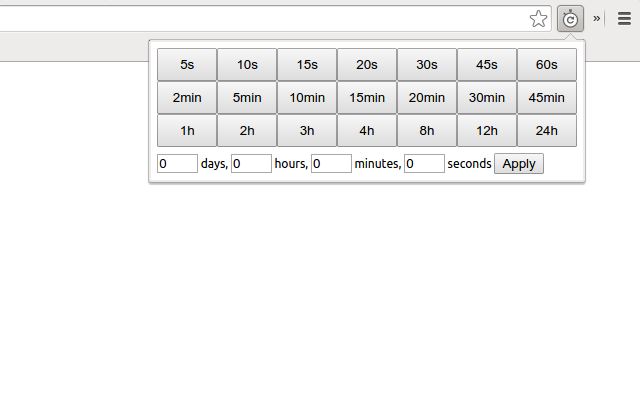 »
5s 10s 15s 20s 30s 45s 60s
2min 5min 10min 15min 20min 30min 45min
1h 2h 3h 4h 8h 12h 24h
0 days, 0 hours, 0 minutes, 0 seconds Apply